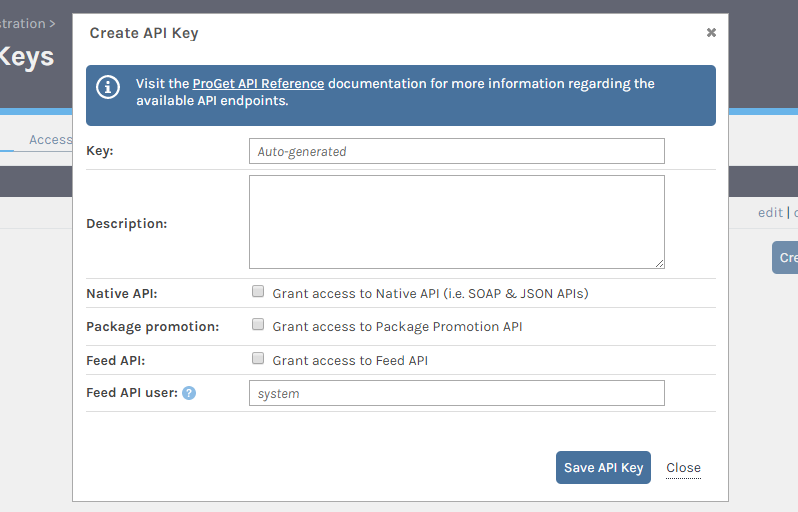 stration >
Keys
Access
edit |
Cre
Create API Key
Visit the ProGet API Reference documentation for more information regarding the
available API endpoints.
Key:
Auto-generated
Description:
Native API:
Grant access to Native API (i.e. SOAP & JSON APIs)
Package promotion:
Grant access to Package Promotion API
Feed API:
Grant access to Feed API
Feed API user: ?
system
Save API Key
Close